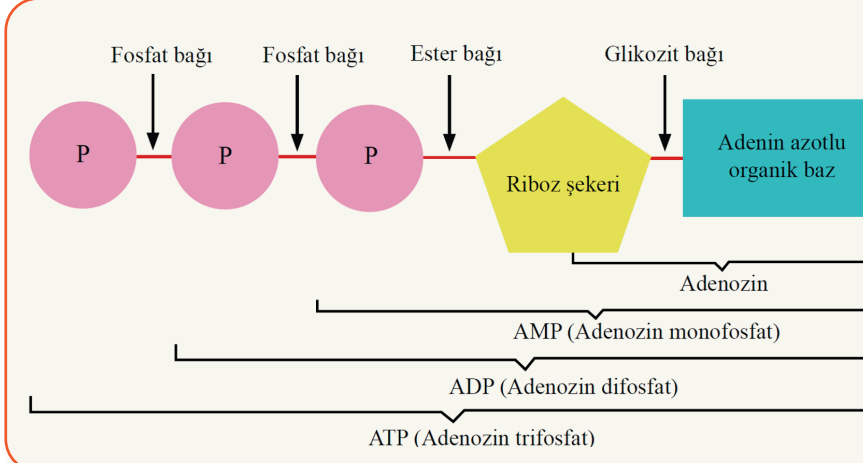 Fosfat bağı
Fosfat bağı
Ester bağı
Glikozit bağı
P
P
P
Riboz şekeri
Adenin azotlu
organik baz
Adenozin
AMP (Adenozin monofosfat)
ADP (Adenozin difosfat)
ATP (Adenozin trifosfat)